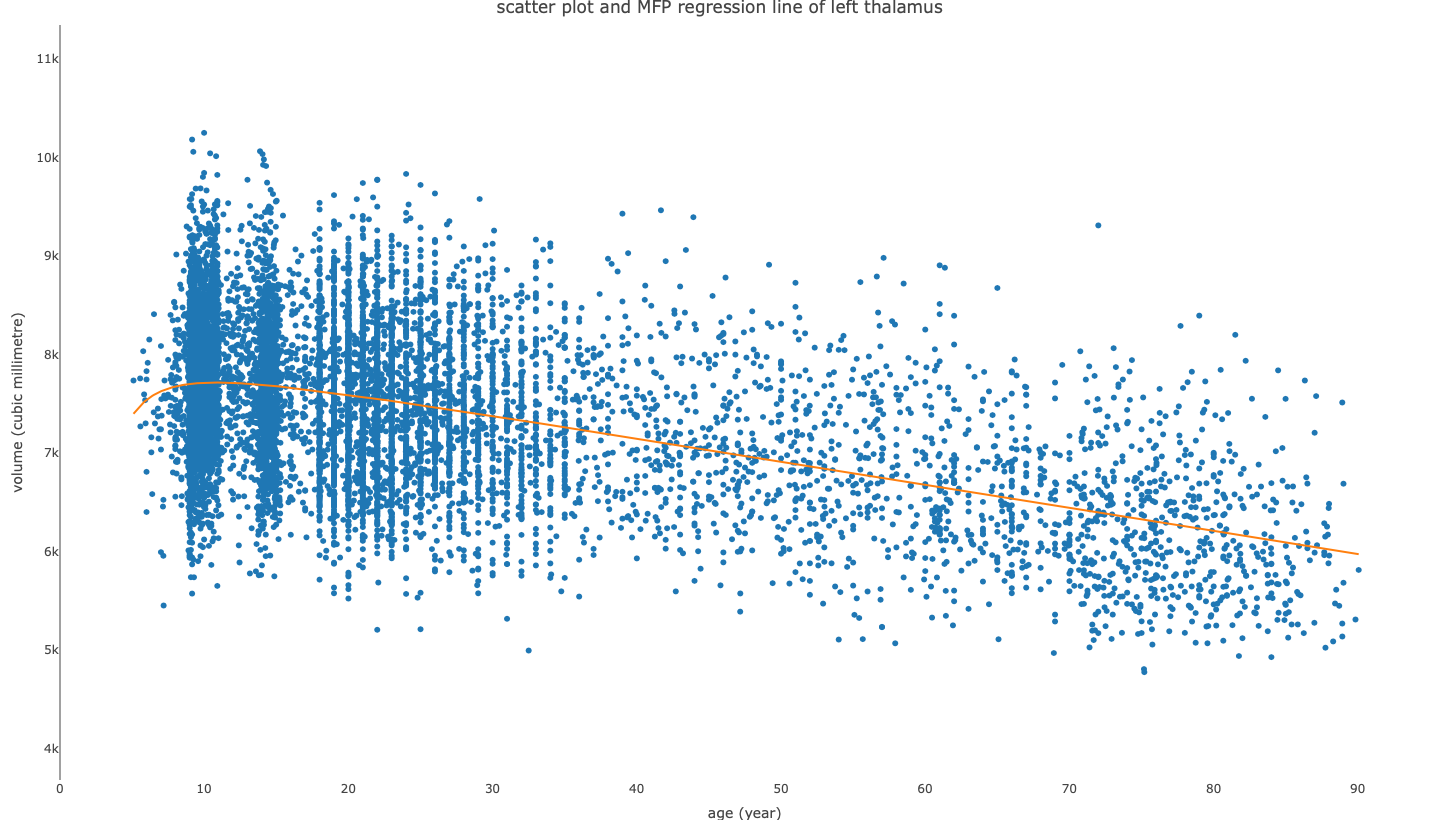 scatter plot and MFP regression line of left thalamus
11k
10k
9k
8k
7k
6k
5k
4k
volume (cubic millimetre)
0 10 20 30 40 50 60 70 80 90
age (year)